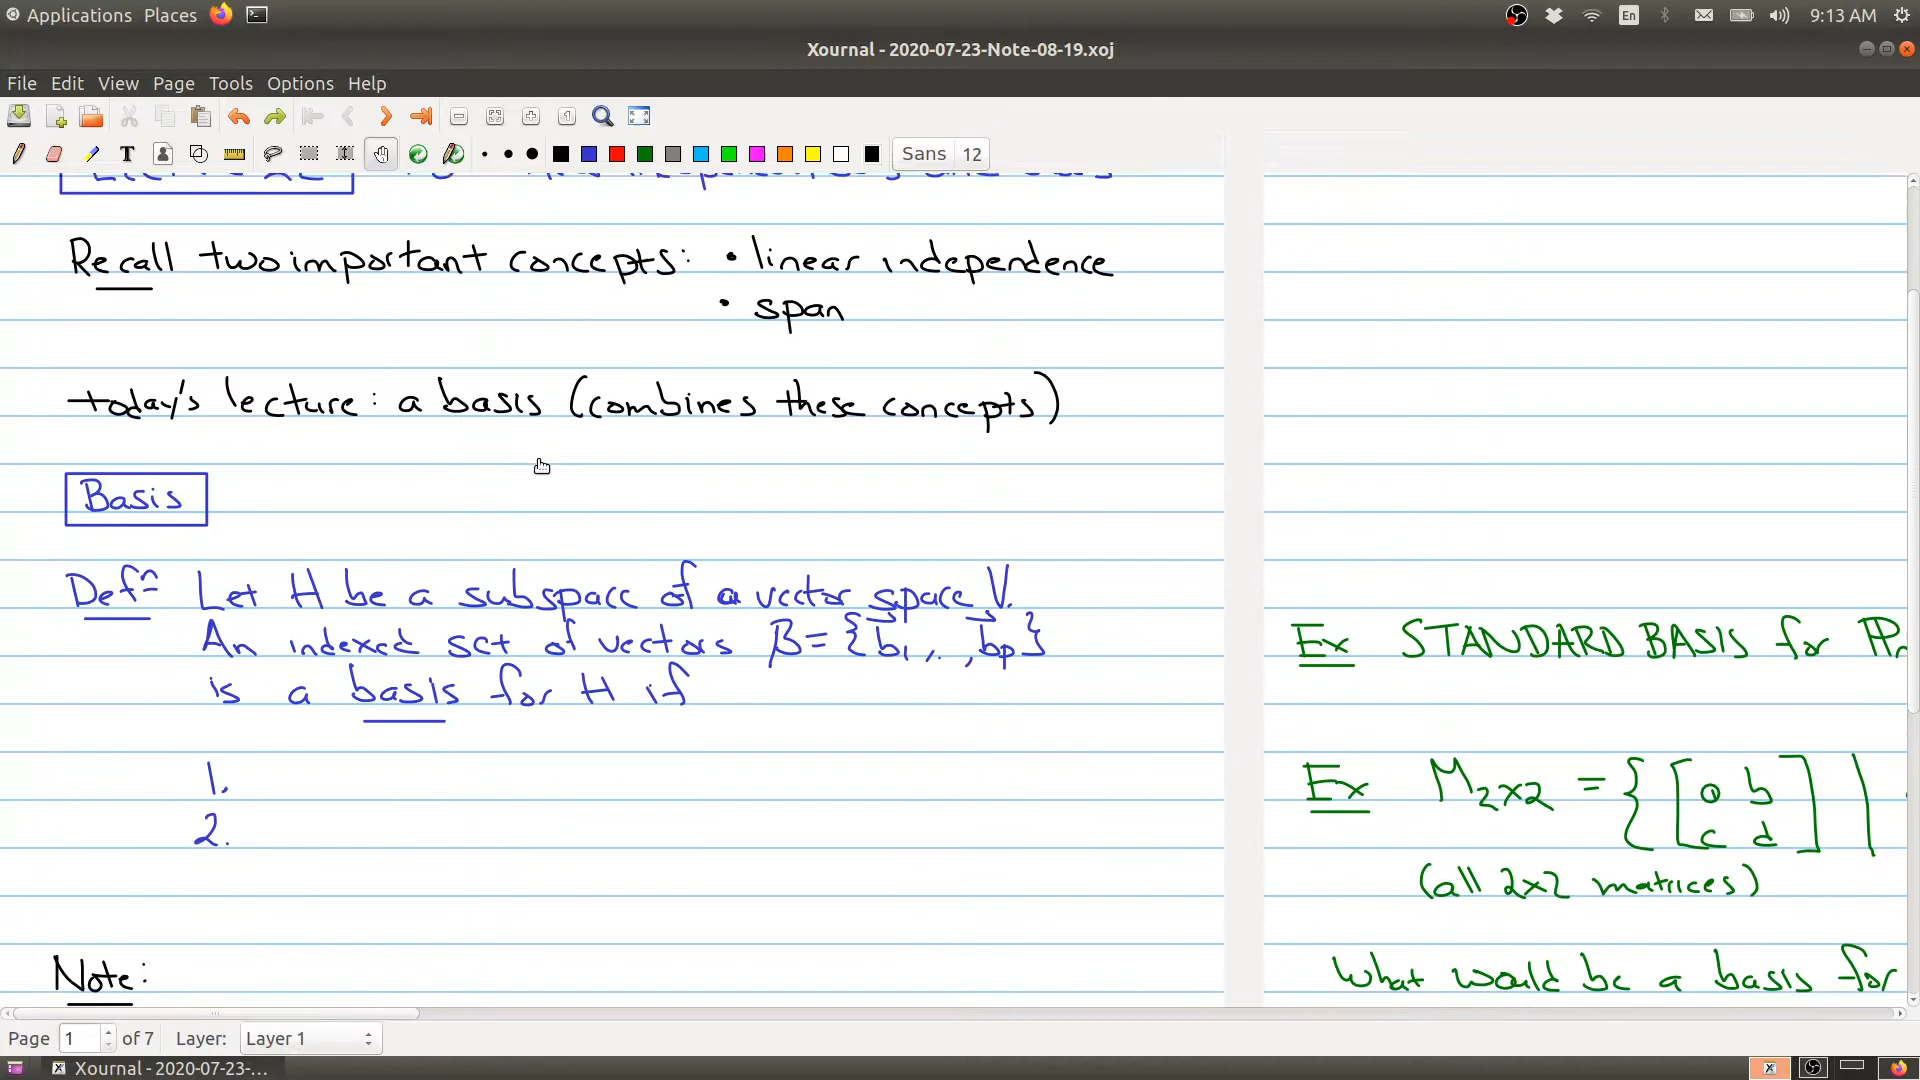 Applications Places En 9:13 AM
Xournal - 2020-07-23-Note-08-19.xoj
File Edit View Page Tools Options Help
T Sans 12
Recall two important concepts: • linear independence
• span
today's lecture: a basis (combines these concepts)
Basis
Defn Let H be a subspace of a vector space V.
An indexed set of vectors β = {b1, .., bp}
is a basis for H if
1.
2.
Note:
Ex STANDARD BASIS for
Ex M2x2 = { [ a b
c d ] |
(all 2x2 matrices)
What would be a basis for
Page 1 of 7 Layer: Layer 1
Xournal - 2020-07-23-...